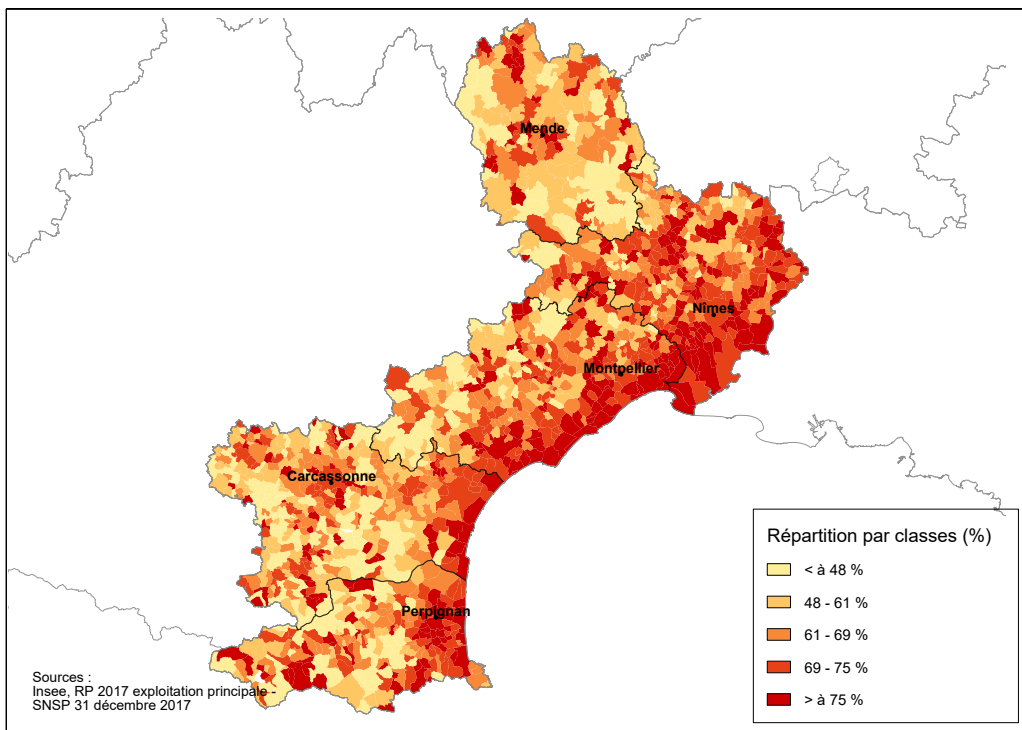 Mende
Nîmes
Montpellier
Carcassonne
Perpignan
Répartition par classes (%)
< à 48 %
48 - 61 %
61 - 69 %
69 - 75 %
> à 75 %
Sources :
Insee, RP 2017 exploitation principale -
SNSP 31 décembre 2017